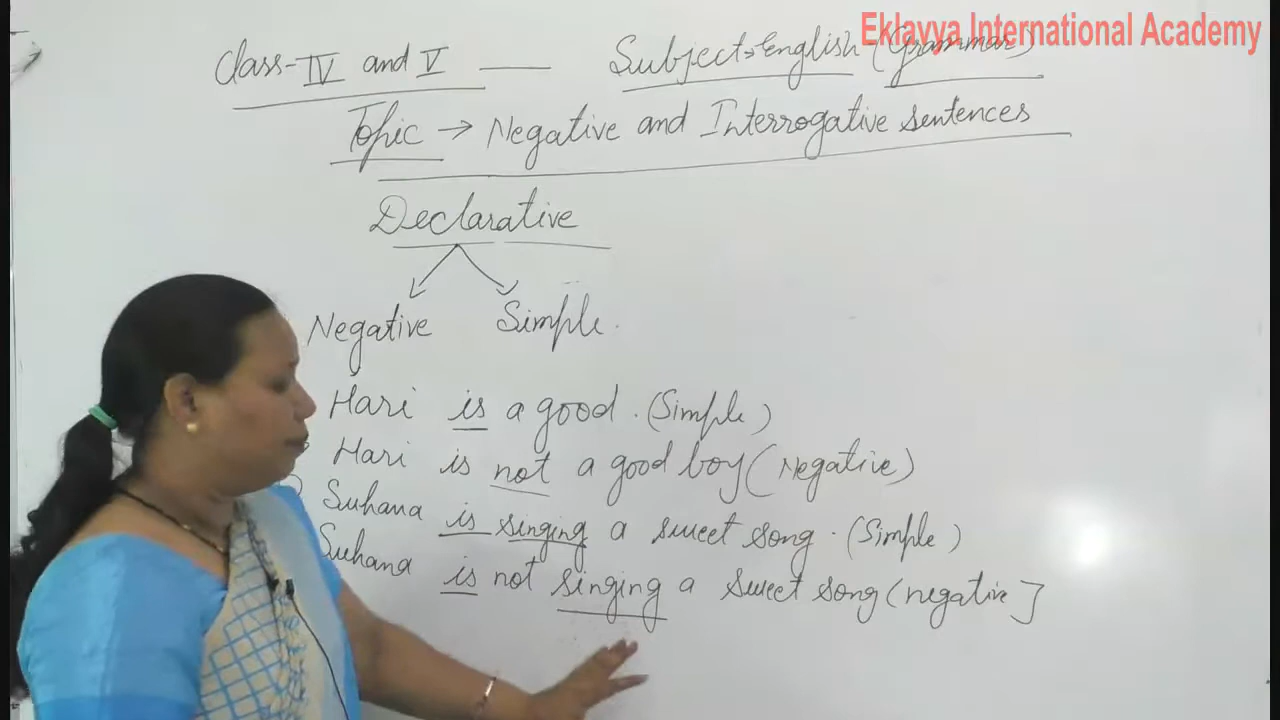 Eklavya International Academy
Class-IV and V — Subject→English (Grammar)
Topic → Negative and Interrogative sentences
Declarative
Negative Simple.
Hari is a good. (Simple)
Hari is not a good boy (Negative)
Suhana is singing a sweet song. (Simple)
Suhana is not singing a sweet song (negative]